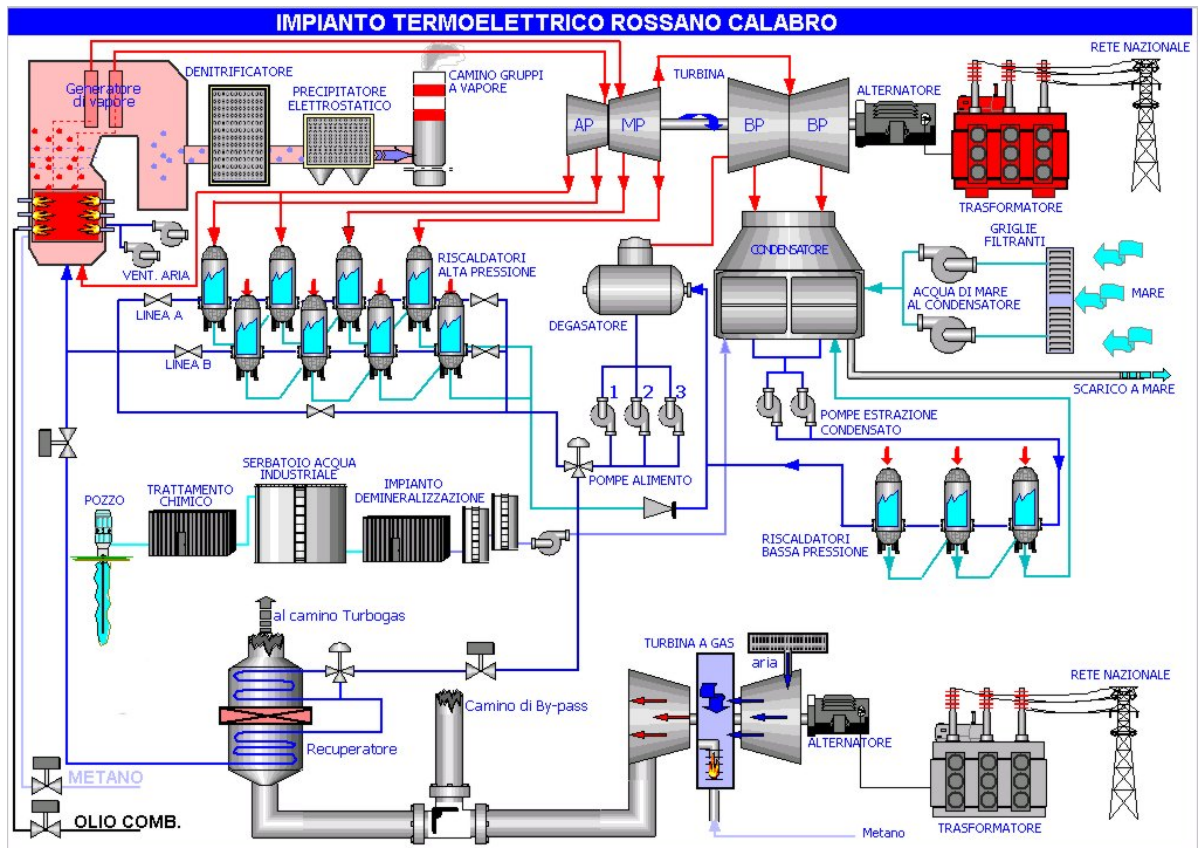 IMPIANTO TERMOELETTRICO ROSSANO CALABRO
Generatore
di vapore
DENITRIFICATORE
PRECIPITATORE
ELETTROSTATICO
CAMINO GRUPPI
A VAPORE
TURBINA
AP
MP
BP
BP
ALTERNATORE
RETE NAZIONALE
TRASFORMATORE
VENT. ARIA
RISCALDATORI
ALTA PRESSIONE
LINEA A
LINEA B
DEGASATORE
CONDENSATORE
GRIGLIE
FILTRANTI
ACQUA DI MARE
AL CONDENSATORE
MARE
SCARICO A MARE
1
2
3
POMPE ESTRAZIONE
CONDENSATO
POMPE ALIMENTO
POZZO
TRATTAMENTO
CHIMICO
SERBATOIO ACQUA
INDUSTRIALE
IMPIANTO
DEMINERALIZZAZIONE
RISCALDATORI
BASSA PRESSIONE
al camino Turbogas
Camino di By-pass
Recuperatore
TURBINA A GAS
aria
ALTERNATORE
RETE NAZIONALE
TRASFORMATORE
METANO
OLIO COMB.
Metano